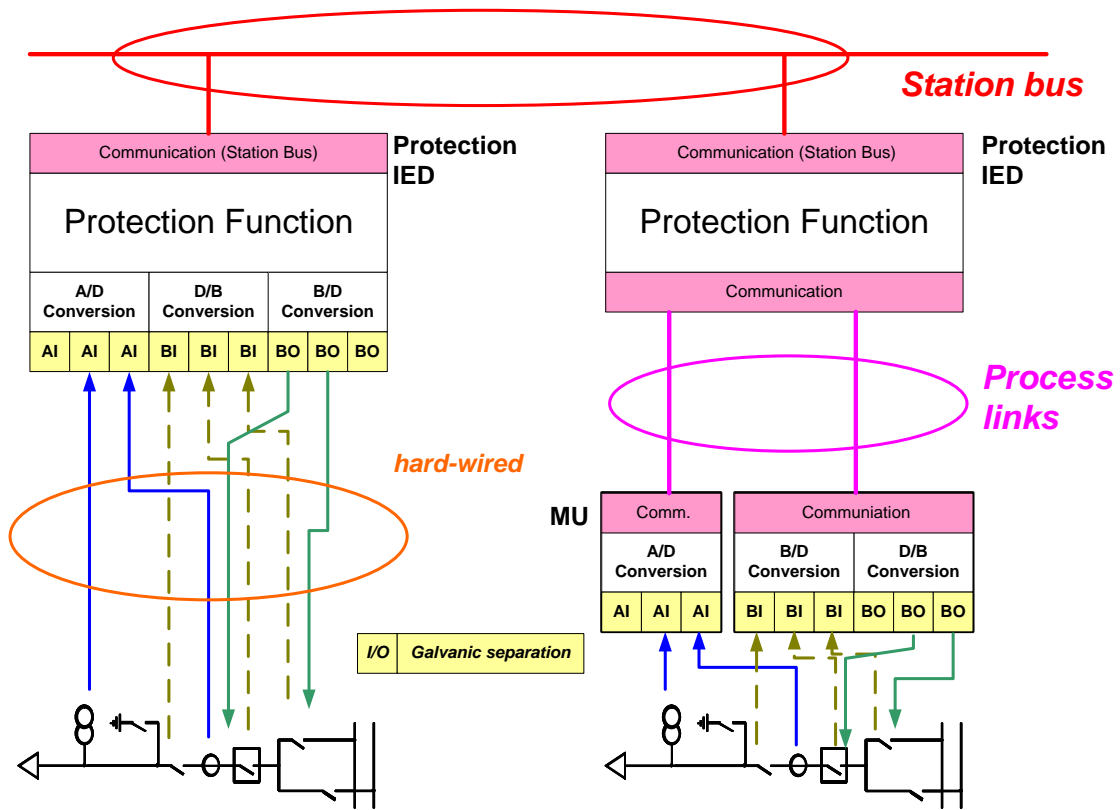 Station bus
Communication (Station Bus)
Protection
IED
Protection Function
A/D
Conversion
D/B
Conversion
B/D
Conversion
AI AI AI BI BI BI BO BO BO
hard-wired
Communication (Station Bus)
Protection
IED
Protection Function
Communication
Process
links
MU
Comm.
A/D
Conversion
Communiation
B/D
Conversion
D/B
Conversion
AI AI AI
BI BI BI BO BO BO
I/O Galvanic separation